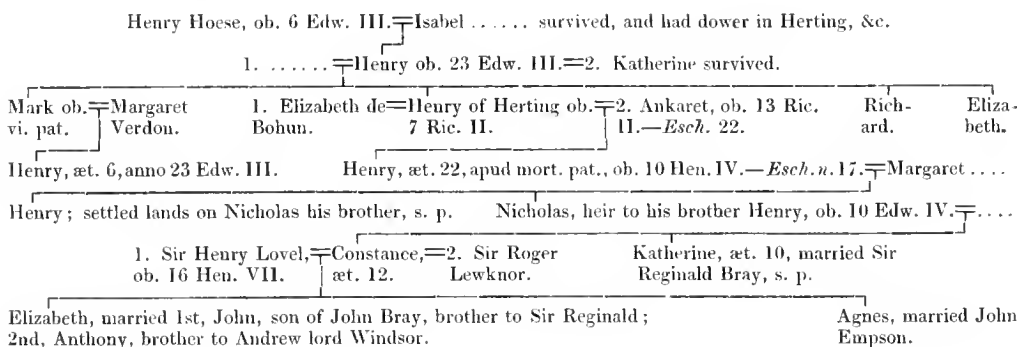 Henry Hoese, ob. 6 Edw. III.=Isabel ...... survived, and had dower in Herting, &c.
1. ......=Henry ob. 23 Edw. III.=2. Katherine survived.
Mark ob.=Margaret 1. Elizabeth de=Henry of Herting ob.=2. Ankaret, ob. 13 Ric. Rich- Eliza-
vi. pat. Verdon. Bohun. 7 Ric. II. II.—Esch. 22. ard. beth.
Henry, æt. 6, anno 23 Edw. III. Henry, æt. 22, apud mort. pat., ob. 10 Hen. IV.—Esch. n. 17.=Margaret ....
Henry; settled lands on Nicholas his brother, s. p. Nicholas, heir to his brother Henry, ob. 10 Edw. IV.=....
1. Sir Henry Lovel,=Constance,=2. Sir Roger Katherine, æt. 10, married Sir
ob. 16 Hen. VII. æt. 12. Lewknor. Reginald Bray, s. p.
Elizabeth, married 1st, John, son of John Bray, brother to Sir Reginald; Agnes, married John
2nd, Anthony, brother to Andrew lord Windsor. Empson.